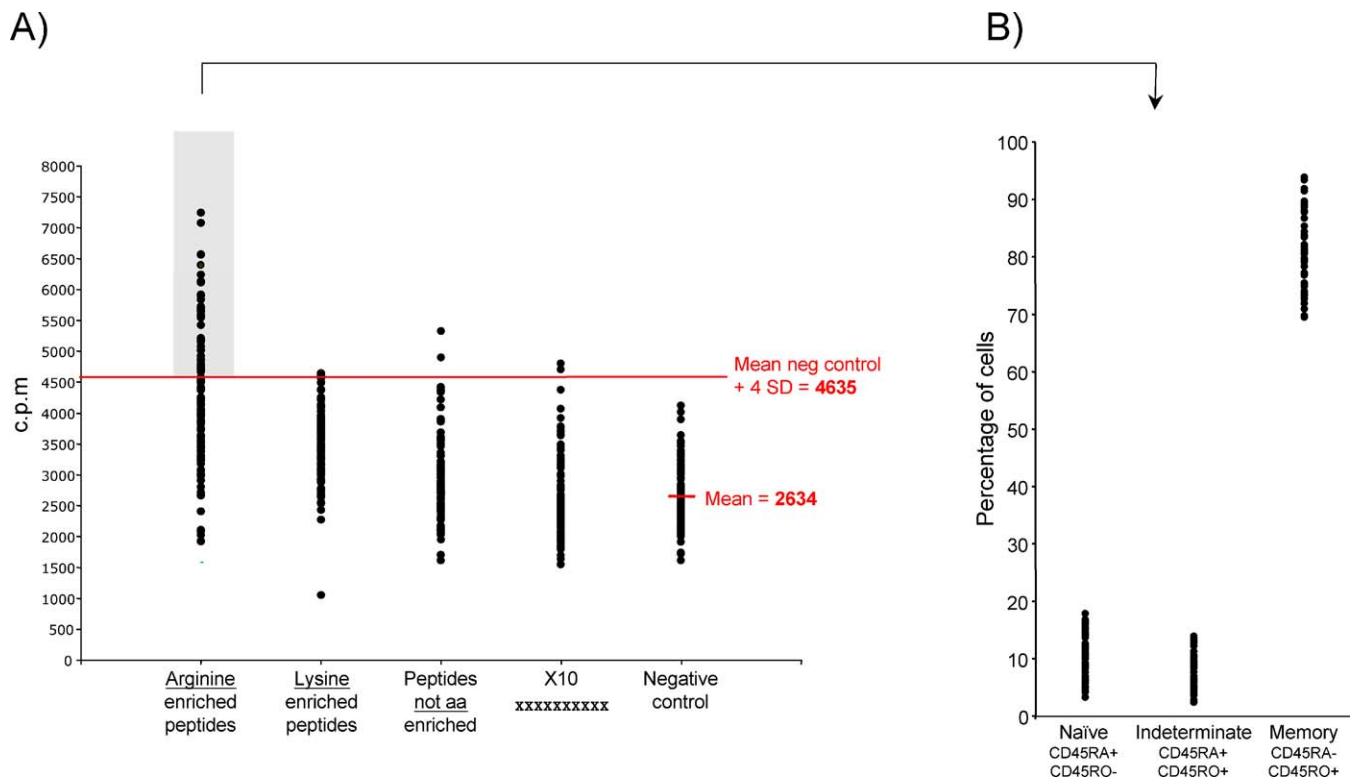 A)
B)
8000
7500
7000
6500
6000
5500
5000
4500
4000
3500
3000
2500
2000
1500
1000
500
0
c.p.m
Mean neg control
+ 4 SD = 4635
Mean = 2634
Arginine
enriched
peptides
Lysine
enriched
peptides
Peptides
not aa
enriched
X10
xxxxxxxxxx
Negative
control
100
90
80
70
60
50
40
30
20
10
0
Percentage of cells
Naïve
CD45RA+
CD45RO-
Indeterminate
CD45RA+
CD45RO+
Memory
CD45RA-
CD45RO+